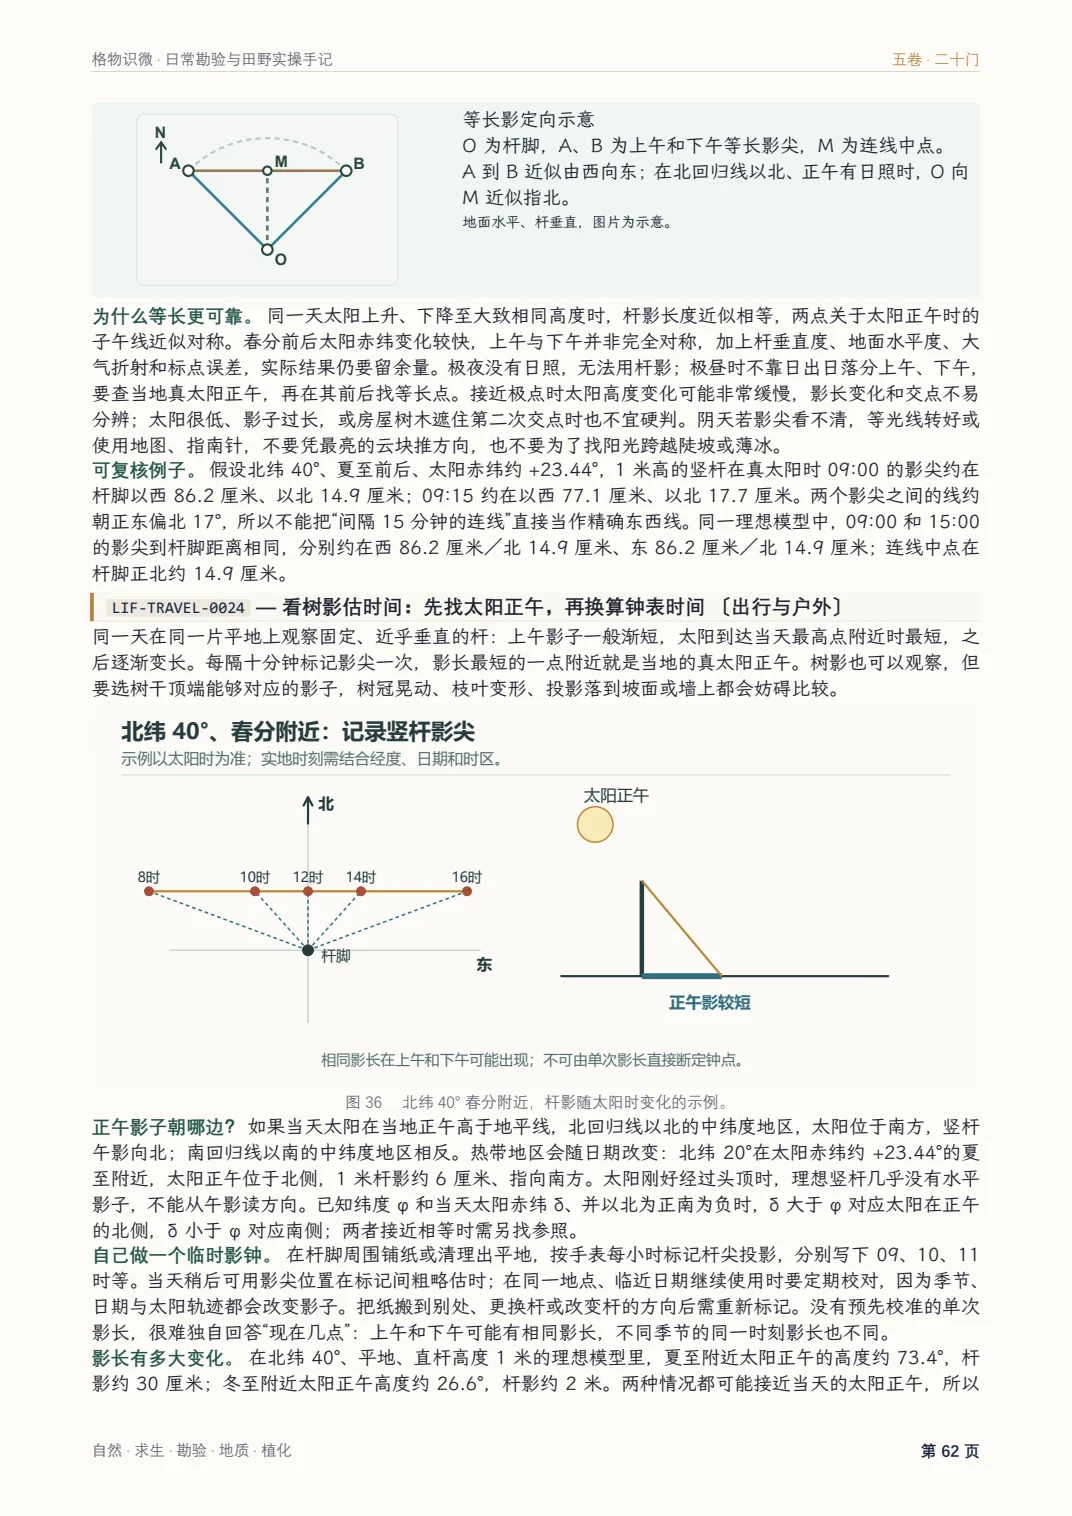 格物识微 · 日常勘验与田野实操手记
五卷 · 二十门
N
A
M
B
O
等长影定向示意
O 为杆脚，A、B 为上午和下午等长影尖，M 为连线中点。
A 到 B 近似由西向东；在北回归线以北、正午有日照时，O 向
M 近似指北。
地面水平、杆垂直，图片为示意。
为什么等长更可靠。 同一天太阳上升、下降至大致相同高度时，杆影长度近似相等，两点关于太阳正午时的
子午线近似对称。春分前后太阳赤纬变化较快，上午与下午并非完全对称，加上杆垂直度、地面水平度、大
气折射和标点误差，实际结果仍要留余量。极夜没有日照，无法用杆影；极昼时不靠日出日落分上午、下午，
要查当地真太阳正午，再在其前后找等长点。接近极点时太阳高度变化可能非常缓慢，影长变化和交点不易
分辨；太阳很低、影子过长，或房屋树木遮住第二次交点时也不宜硬判。阴天若影尖看不清，等光线转好或
使用地图、指南针，不要凭最亮的云块推方向，也不要为了找阳光跨越陡坡或薄冰。
可复核例子。 假设北纬 40°、夏至前后、太阳赤纬约 +23.44°，1 米高的竖杆在真太阳时 09:00 的影尖约在
杆脚以西 86.2 厘米、以北 14.9 厘米；09:15 约在以西 77.1 厘米、以北 17.7 厘米。两个影尖之间的线约
朝正东偏北 17°，所以不能把“间隔 15 分钟的连线”直接当作精确东西线。同一理想模型中，09:00 和 15:00
的影尖到杆脚距离相同，分别约在西 86.2 厘米／北 14.9 厘米、东 86.2 厘米／北 14.9 厘米；连线中点在
杆脚正北约 14.9 厘米。
LIF-TRAVEL-0024 — 看树影估时间：先找太阳正午，再换算钟表时间 〔出行与户外〕
同一天在同一片平地上观察固定、近乎垂直的杆：上午影子一般渐短，太阳到达当天最高点附近时最短，之
后逐渐变长。每隔十分钟标记影尖一次，影长最短的一点附近就是当地的真太阳正午。树影也可以观察，但
要选树干顶端能够对应的影子，树冠晃动、枝叶变形、投影落到坡面或墙上都会妨碍比较。
北纬 40°、春分附近：记录竖杆影尖
示例以太阳时为准；实地时刻需结合经度、日期和时区。
北
太阳正午
8时
10时
12时
14时
16时
杆脚
东
正午影较短
相同影长在上午和下午可能出现；不可由单次影长直接断定钟点。
图 36 北纬 40° 春分附近，杆影随太阳时变化的示例。
正午影子朝哪边？ 如果当天太阳在当地正午高于地平线，北回归线以北的中纬度地区，太阳位于南方，竖杆
午影向北；南回归线以南的中纬度地区相反。热带地区会随日期改变：北纬 20°在太阳赤纬约 +23.44°的夏
至附近，太阳正午位于北侧，1 米杆影约 6 厘米、指向南方。太阳刚好经过头顶时，理想竖杆几乎没有水平
影子，不能从午影读方向。已知纬度 φ 和当天太阳赤纬 δ、并以北为正南为负时，δ 大于 φ 对应太阳在正午
的北侧，δ 小于 φ 对应南侧；两者接近相等时需另找参照。
自己做一个临时影钟。 在杆脚周围铺纸或清理出平地，按手表每小时标记杆尖投影，分别写下 09、10、11
时等。当天稍后可用影尖位置在标记间粗略估时；在同一地点、临近日期继续使用时要定期校对，因为季节、
日期与太阳轨迹都会改变影子。把纸搬到别处、更换杆或改变杆的方向后需重新标记。没有预先校准的单次
影长，很难独自回答“现在几点”：上午和下午可能有相同影长，不同季节的同一时刻影长也不同。
影长有多大变化。 在北纬 40°、平地、直杆高度 1 米的理想模型里，夏至附近太阳正午的高度约 73.4°，杆
影约 30 厘米；冬至附近太阳正午高度约 26.6°，杆影约 2 米。两种情况都可能接近当天的太阳正午，所以
自然 · 求生 · 勘验 · 地质 · 植化
第 62 页